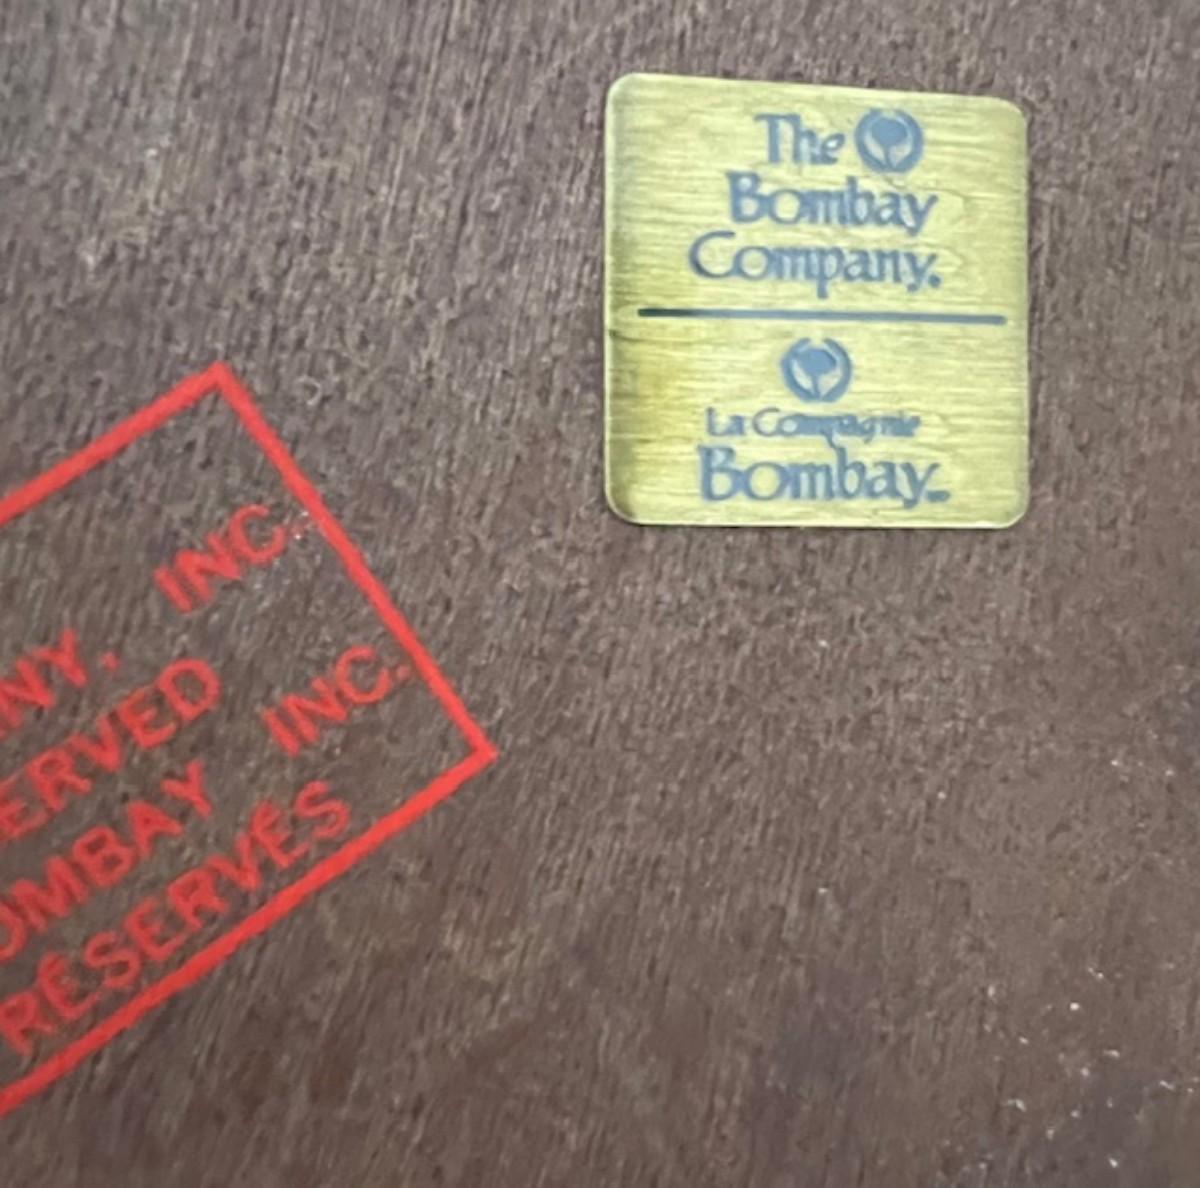 The
Bombay
Company.
La Compagnie
Bombay
INC.
NY,
ERVED
OMBAY INC.
RÉSERVÉS